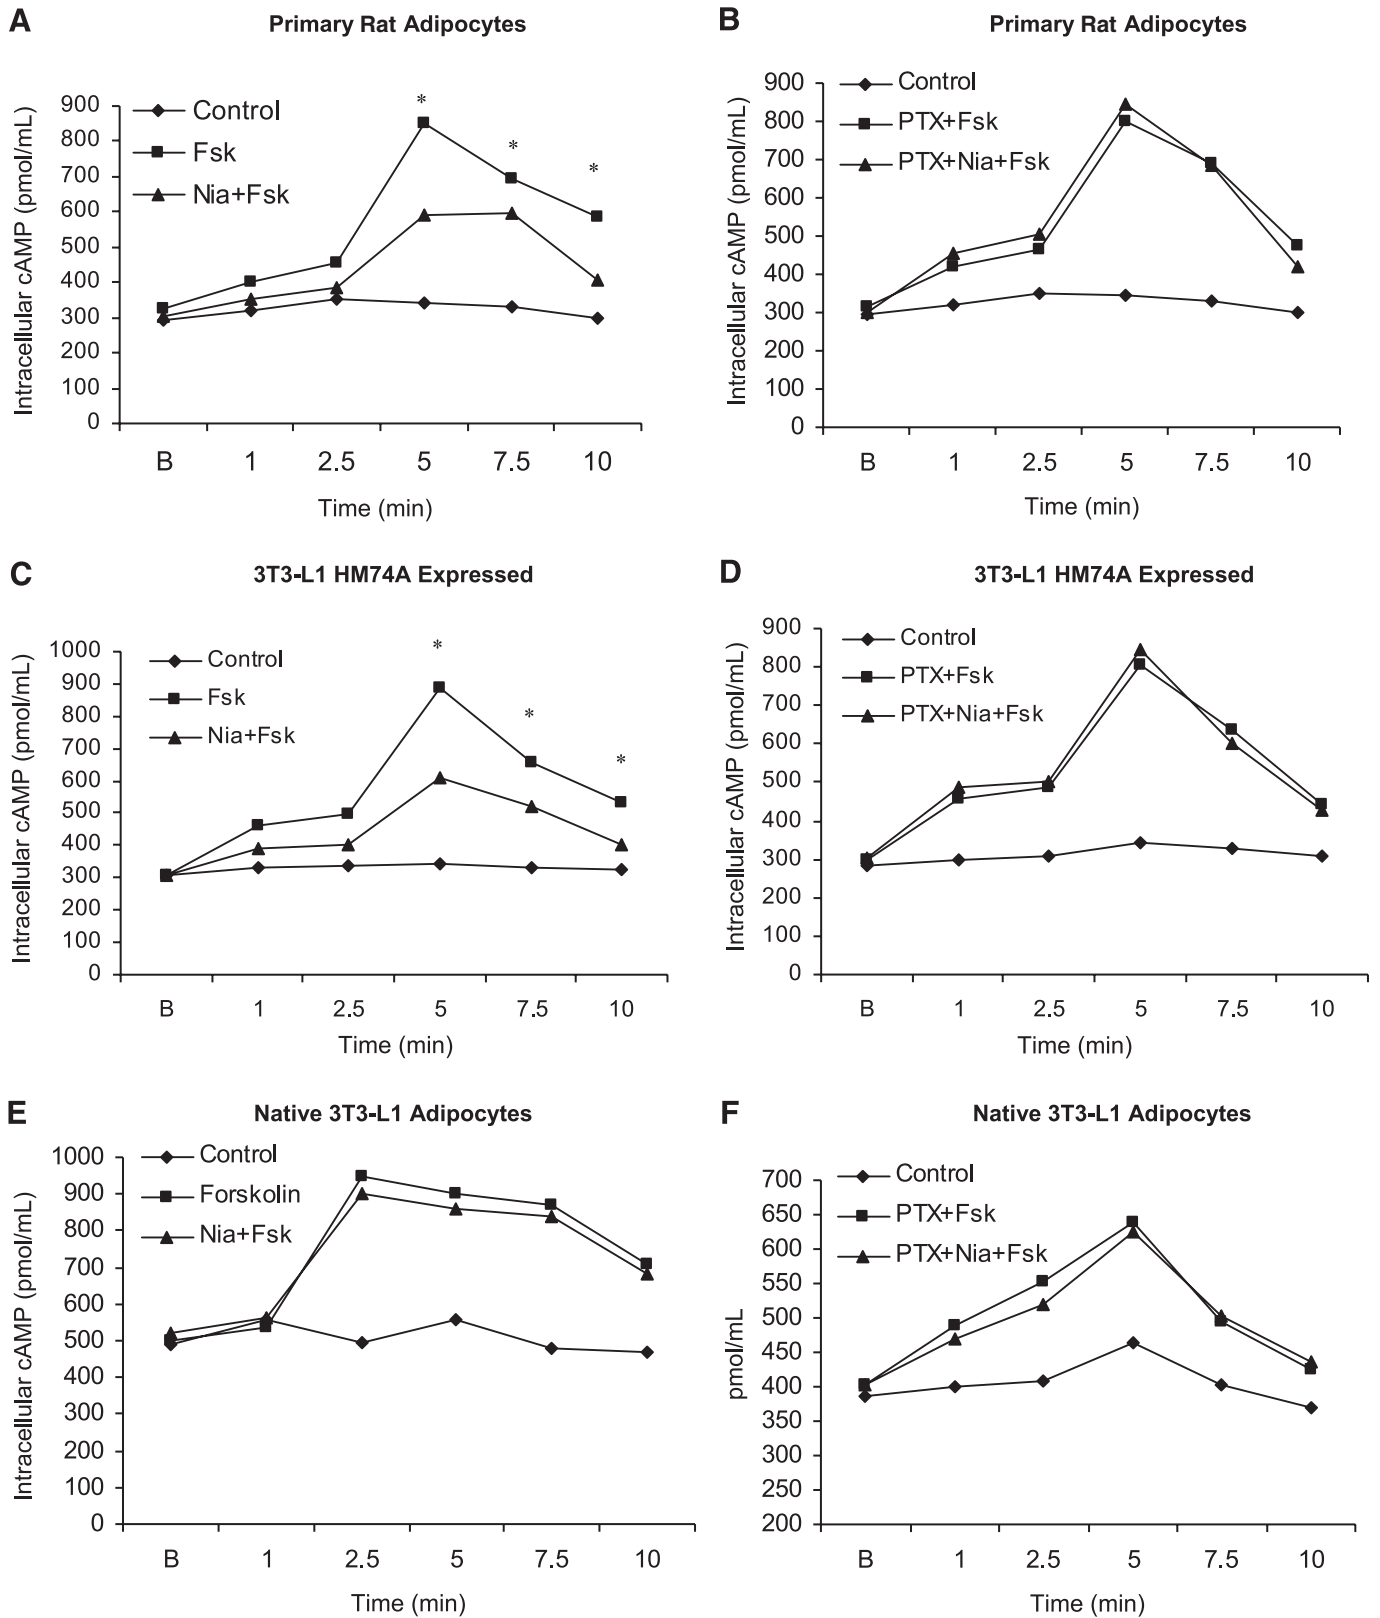 A
Primary Rat Adipocytes
Intracellular cAMP (pmol/mL)
900
800
700
600
500
400
300
200
100
0
Control
Fsk
Nia+Fsk
*
*
*
B 1 2.5 5 7.5 10
Time (min)
B
Primary Rat Adipocytes
Intracellular cAMP (pmol/mL)
900
800
700
600
500
400
300
200
100
0
Control
PTX+Fsk
PTX+Nia+Fsk
B 1 2.5 5 7.5 10
Time (min)
C
3T3-L1 HM74A Expressed
Intracellular cAMP (pmol/mL)
1000
900
800
700
600
500
400
300
200
100
0
Control
Fsk
Nia+Fsk
*
*
*
B 1 2.5 5 7.5 10
Time (min)
D
3T3-L1 HM74A Expressed
Intracellular cAMP (pmol/mL)
900
800
700
600
500
400
300
200
100
0
Control
PTX+Fsk
PTX+Nia+Fsk
B 1 2.5 5 7.5 10
Time (min)
E
Native 3T3-L1 Adipocytes
Intracellular cAMP (pmol/mL)
1000
900
800
700
600
500
400
300
200
100
0
Control
Forskolin
Nia+Fsk
B 1 2.5 5 7.5 10
Time (min)
F
Native 3T3-L1 Adipocytes
pmol/mL
700
650
600
550
500
450
400
350
300
250
200
Control
PTX+Fsk
PTX+Nia+Fsk
B 1 2.5 5 7.5 10
Time (min)